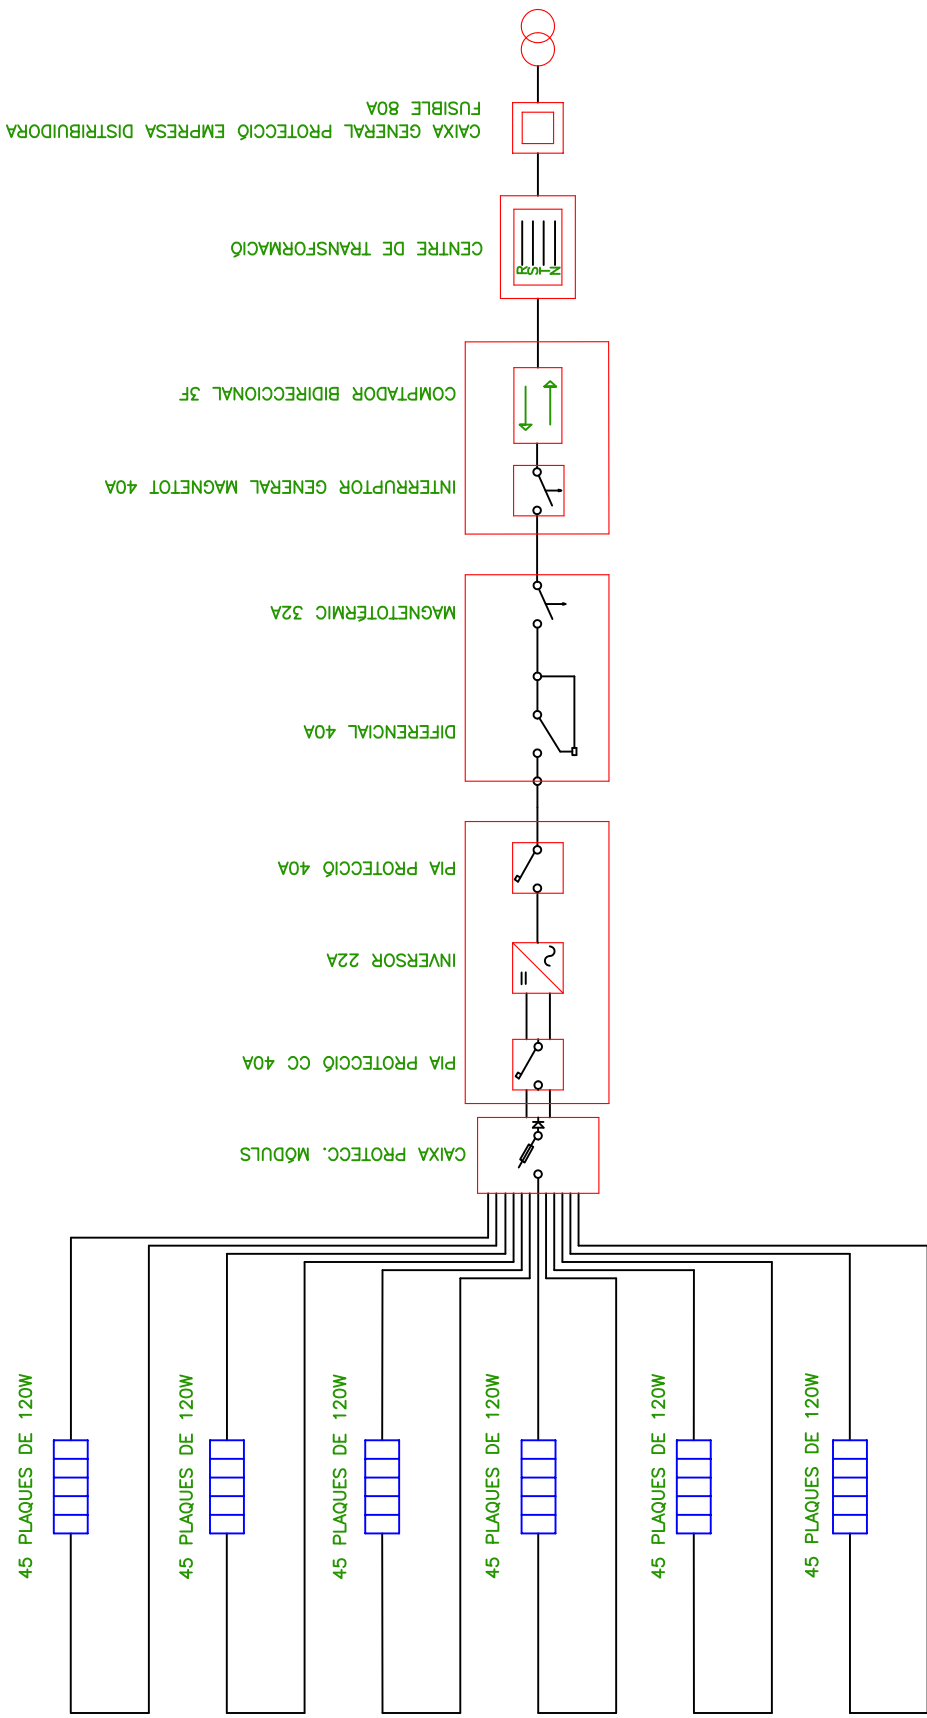 FUSIBLE 80A
CAIXA GENERAL PROTECCIÓ EMPRESA DISTRIBUIDORA
CENTRE DE TRANSFORMACIÓ
R
S
T
N
COMPTADOR BIDIRECCIONAL 3F
INTERRUPTOR GENERAL MAGNETOT 40A
MAGNETOTÉRMIC 32A
DIFERENCIAL 40A
PIA PROTECCIÓ 40A
INVERSOR 22A
PIA PROTECCIÓ CC 40A
CAIXA PROTECC. MÓDULS
45 PLAQUES DE 120W
45 PLAQUES DE 120W
45 PLAQUES DE 120W
45 PLAQUES DE 120W
45 PLAQUES DE 120W
45 PLAQUES DE 120W